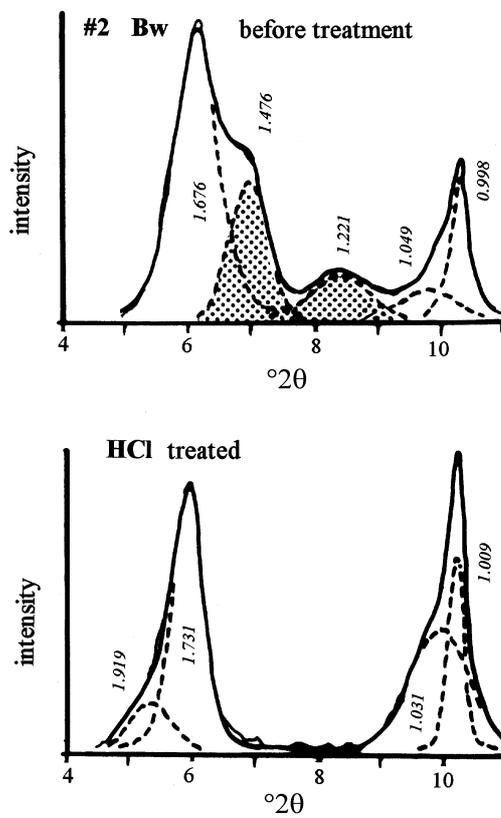 #2 Bw before treatment
intensity
1.676
1.476
1.221
1.049
0.998
4 6 8 10
°2θ
HCl treated
intensity
1.919
1.731
1.031
1.009
4 6 8 10
°2θ